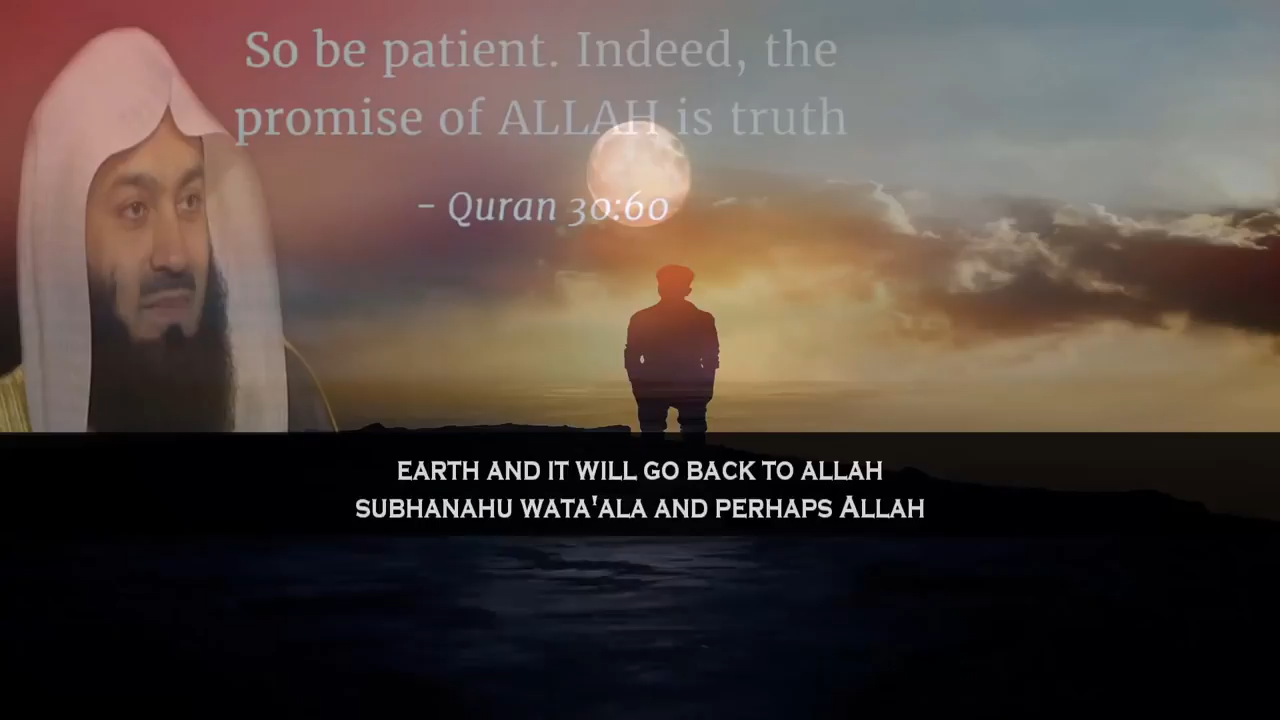 So be patient. Indeed, the
promise of ALLAH is truth
- Quran 30:60
EARTH AND IT WILL GO BACK TO ALLAH
SUBHANAHU WATA'ALA AND PERHAPS ALLAH